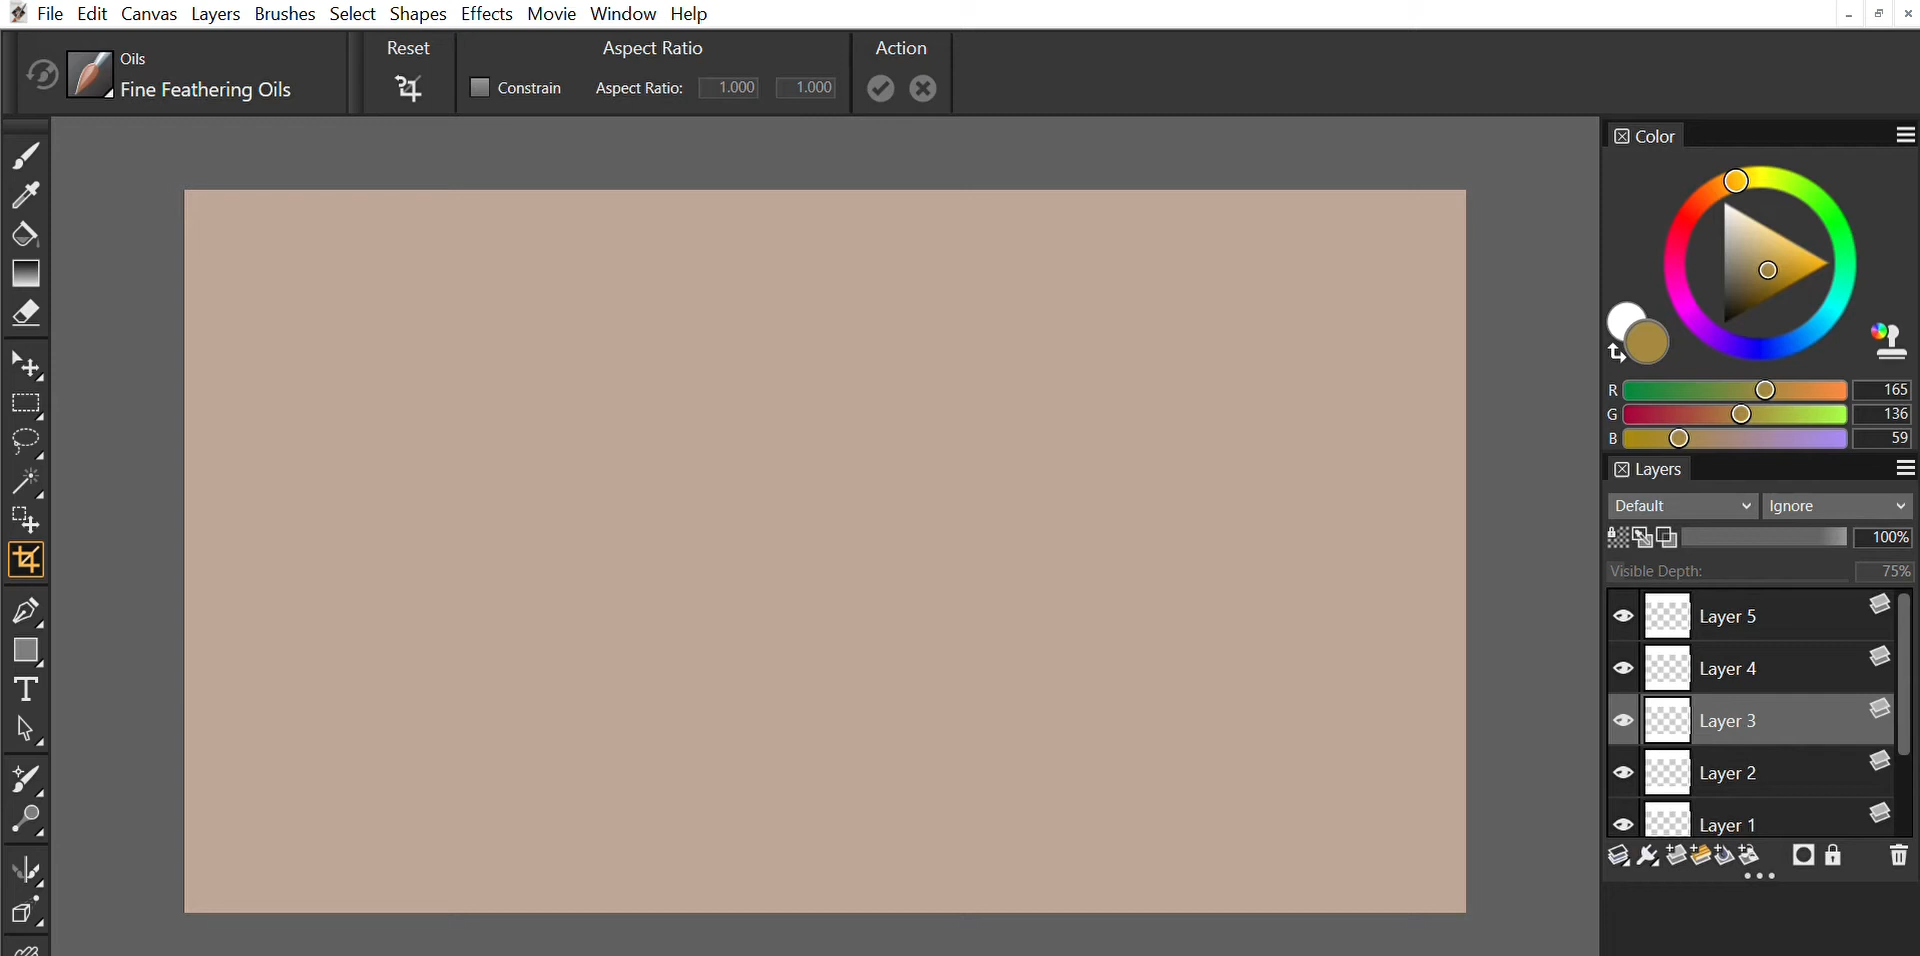 File Edit Canvas Layers Brushes Select Shapes Effects Movie Window Help
Oils
Fine Feathering Oils
Reset
Aspect Ratio
Constrain
Aspect Ratio: 1.000 1.000
Action
Color
R 165
G 136
B 59
Layers
Default Ignore
100%
Visible Depth: 75%
Layer 5
Layer 4
Layer 3
Layer 2
Layer 1